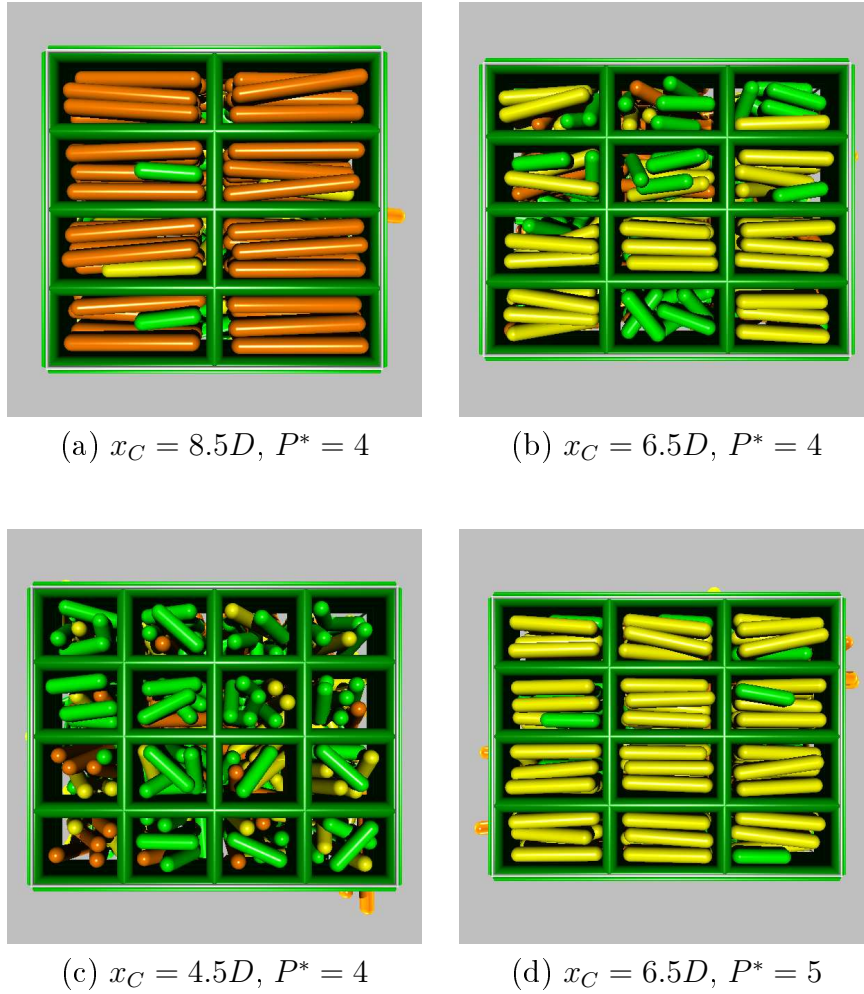 (a) $x_C = 8.5D$, $P^* = 4$
(b) $x_C = 6.5D$, $P^* = 4$
(c) $x_C = 4.5D$, $P^* = 4$
(d) $x_C = 6.5D$, $P^* = 5$